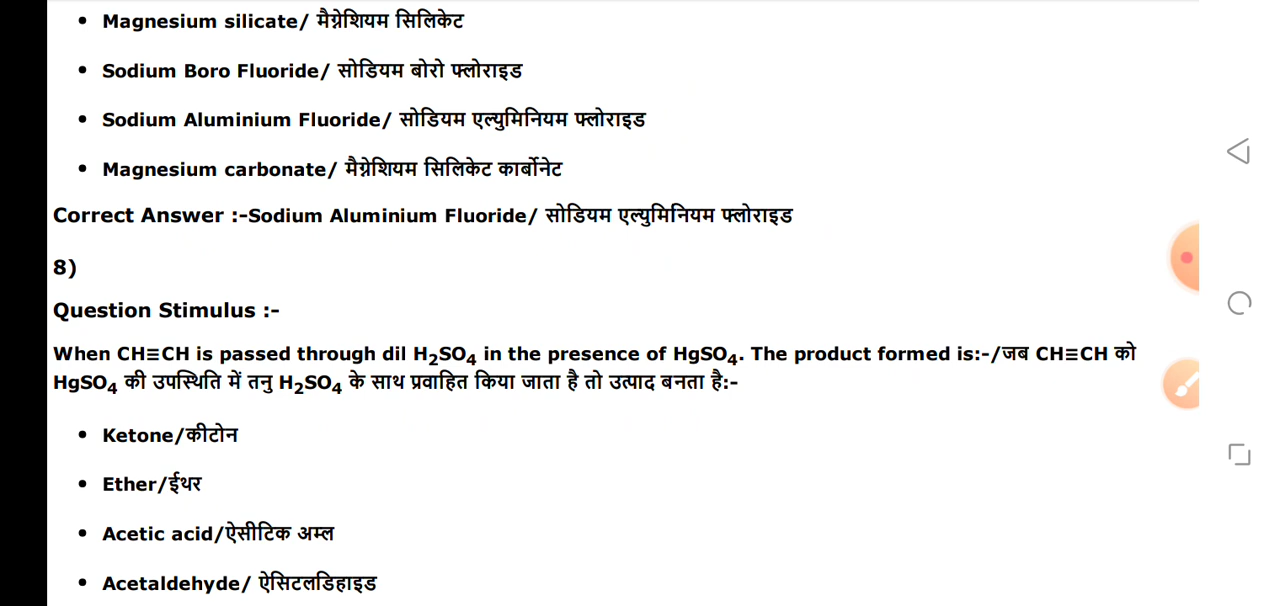 • Magnesium silicate/ मैग्नेशियम सिलिकेट
• Sodium Boro Fluoride/ सोडियम बोरो फ्लोराइड
• Sodium Aluminium Fluoride/ सोडियम एल्युमिनियम फ्लोराइड
• Magnesium carbonate/ मैग्नेशियम सिलिकेट कार्बोनेट
Correct Answer :-Sodium Aluminium Fluoride/ सोडियम एल्युमिनियम फ्लोराइड
8)
Question Stimulus :-
When CH≡CH is passed through dil H₂SO₄ in the presence of HgSO₄. The product formed is:-/जब CH≡CH को
HgSO₄ की उपस्थिति में तनु H₂SO₄ के साथ प्रवाहित किया जाता है तो उत्पाद बनता है:-
• Ketone/कीटोन
• Ether/ईथर
• Acetic acid/ऐसीटिक अम्ल
• Acetaldehyde/ ऐसिटलडिहाइड